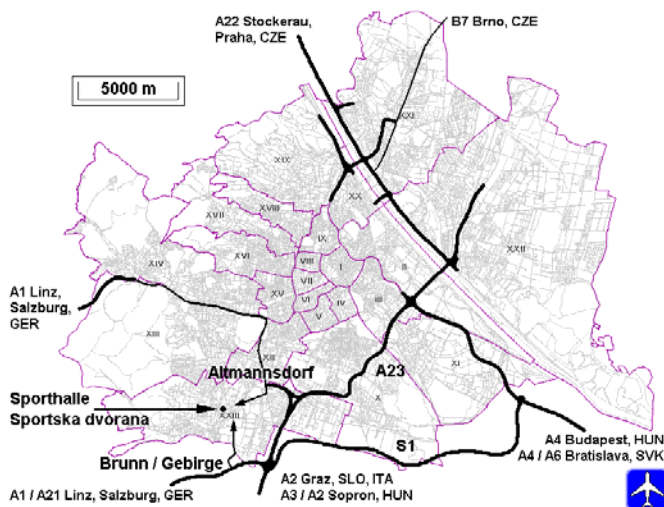 A22 Stockerau,
Praha, CZE
B7 Brno, CZE
5000 m
XXI
XIX
XX
XVIII
XVII
IX
XXII
XVI
XIV
VIII
I
II
VII
XV
VI
IV
III
V
A1 Linz,
Salzburg,
GER
XIII
XII
Altmannsdorf
A23
XI
X
Sporthalle
Sportska dvorana
XXIII
S1
A4 Budapest, HUN
A4 / A6 Bratislava, SVK
Brunn / Gebirge
A2 Graz, SLO, ITA
A3 / A2 Sopron, HUN
A1 / A21 Linz, Salzburg, GER